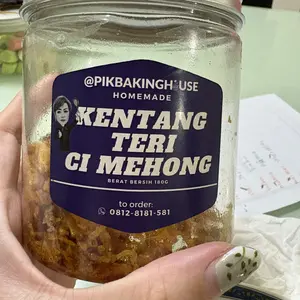 @PIKBAKINGHOUSE
HOMEMADE
KENTANG
TERI
CI MEHONG
BERAT BERSIH 180G
to order:
0812-8181-581